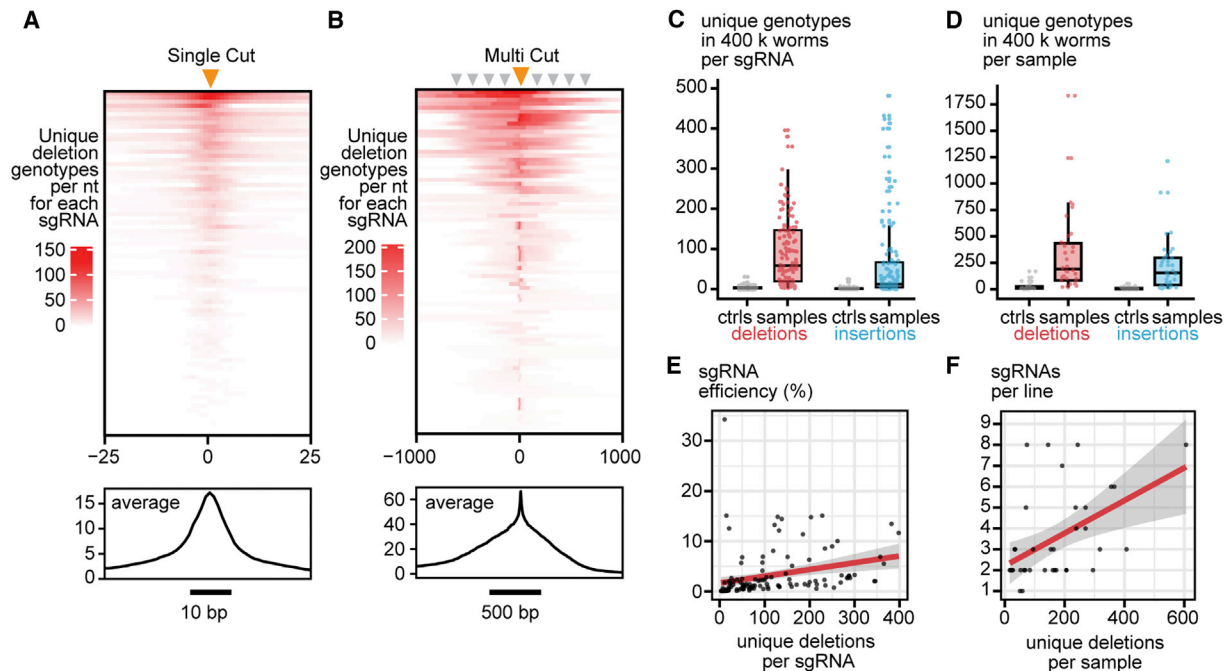 A
Single Cut
Unique
deletion
genotypes
per nt
for each
sgRNA
150
100
50
0
−25
0
25
average
15
10
5
0
10 bp
B
Multi Cut
Unique
deletion
genotypes
per nt
for each
sgRNA
200
150
100
50
0
-1000
0
1000
average
60
40
20
0
500 bp
C
unique genotypes
in 400 k worms
per sgRNA
500
400
300
200
100
0
ctrls samples
deletions
ctrls samples
insertions
D
unique genotypes
in 400 k worms
per sample
1750
1500
1250
1000
750
500
250
0
ctrls samples
deletions
ctrls samples
insertions
E
sgRNA
efficiency (%)
30
20
10
0
0 100 200 300 400
unique deletions
per sgRNA
F
sgRNAs
per line
9
8
7
6
5
4
3
2
1
0 200 400 600
unique deletions
per sample